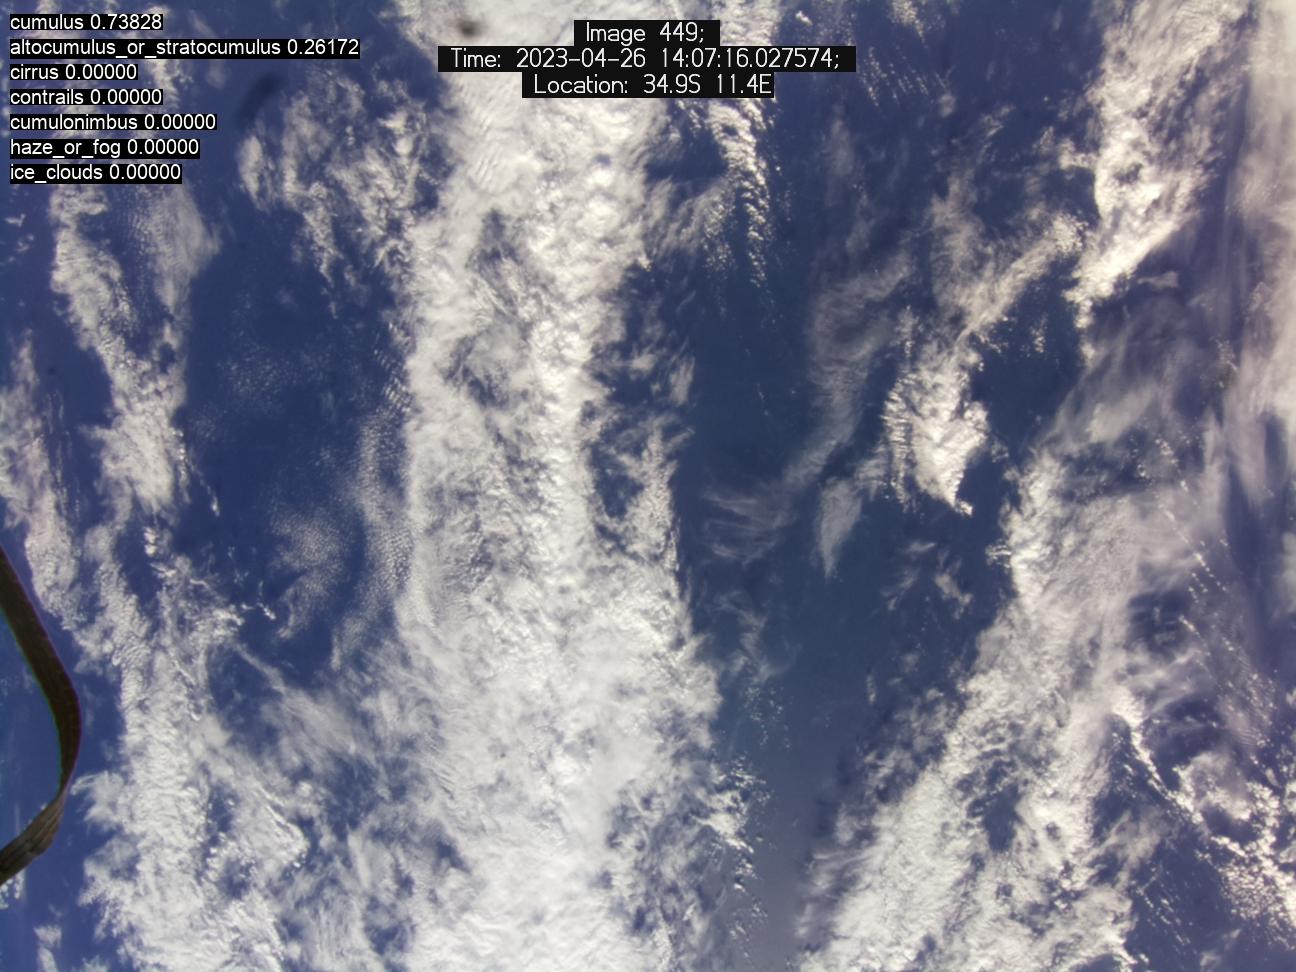 cumulus 0.73828
altocumulus_or_stratocumulus 0.26172
cirrus 0.00000
contrails 0.00000
cumulonimbus 0.00000
haze_or_fog 0.00000
ice_clouds 0.00000
Image 449;
Time: 2023-04-26 14:07:16.027574;
Location: 34.9S 11.4E